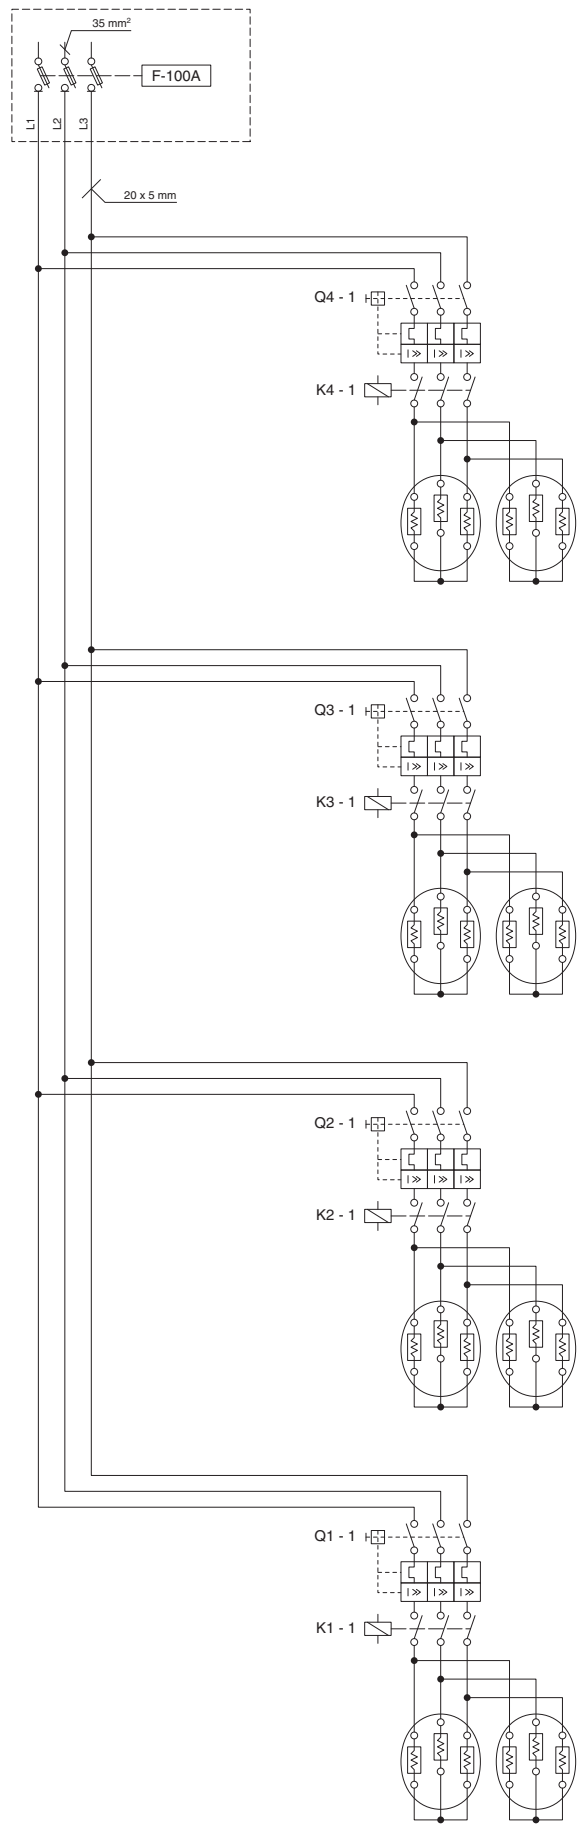 35 mm²
F-100A
L1
L2
L3
20 x 5 mm
Q4 - 1
I>> I>> I>>
K4 - 1
Q3 - 1
I>> I>> I>>
K3 - 1
Q2 - 1
I>> I>> I>>
K2 - 1
Q1 - 1
I>> I>> I>>
K1 - 1